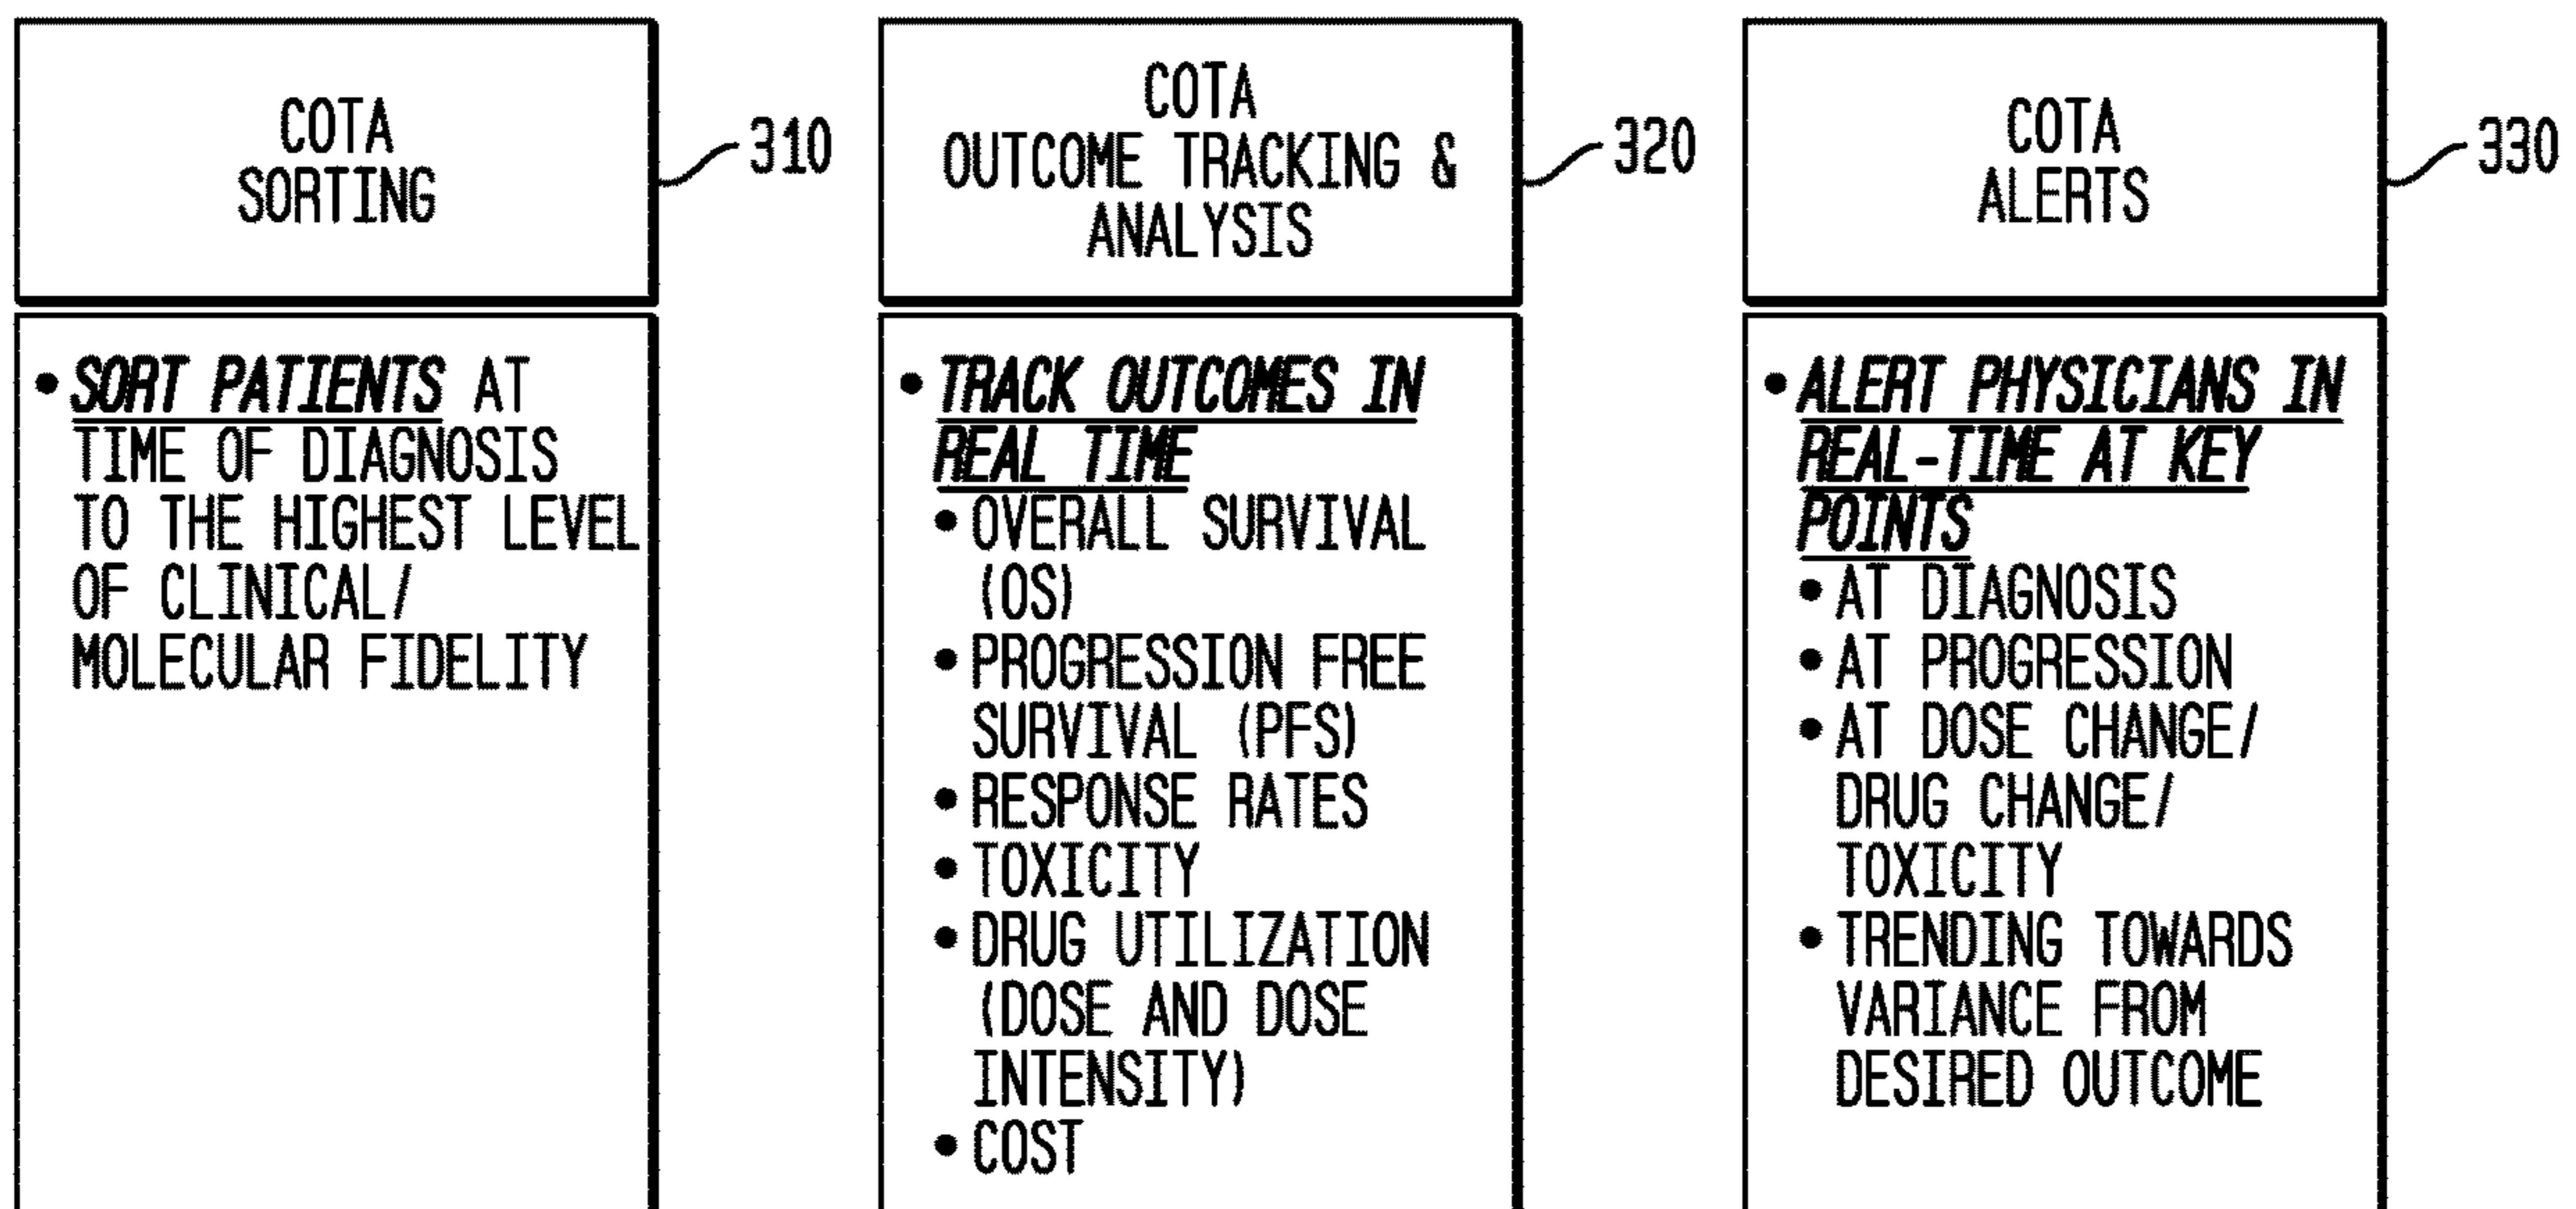 COTA
SORTING
310
• SORT PATIENTS AT
TIME OF DIAGNOSIS
TO THE HIGHEST LEVEL
OF CLINICAL/
MOLECULAR FIDELITY
COTA
OUTCOME TRACKING &
ANALYSIS
320
• TRACK OUTCOMES IN
REAL TIME
• OVERALL SURVIVAL
(OS)
• PROGRESSION FREE
SURVIVAL (PFS)
• RESPONSE RATES
• TOXICITY
• DRUG UTILIZATION
(DOSE AND DOSE
INTENSITY)
• COST
COTA
ALERTS
330
• ALERT PHYSICIANS IN
REAL-TIME AT KEY
POINTS
• AT DIAGNOSIS
• AT PROGRESSION
• AT DOSE CHANGE/
DRUG CHANGE/
TOXICITY
• TRENDING TOWARDS
VARIANCE FROM
DESIRED OUTCOME